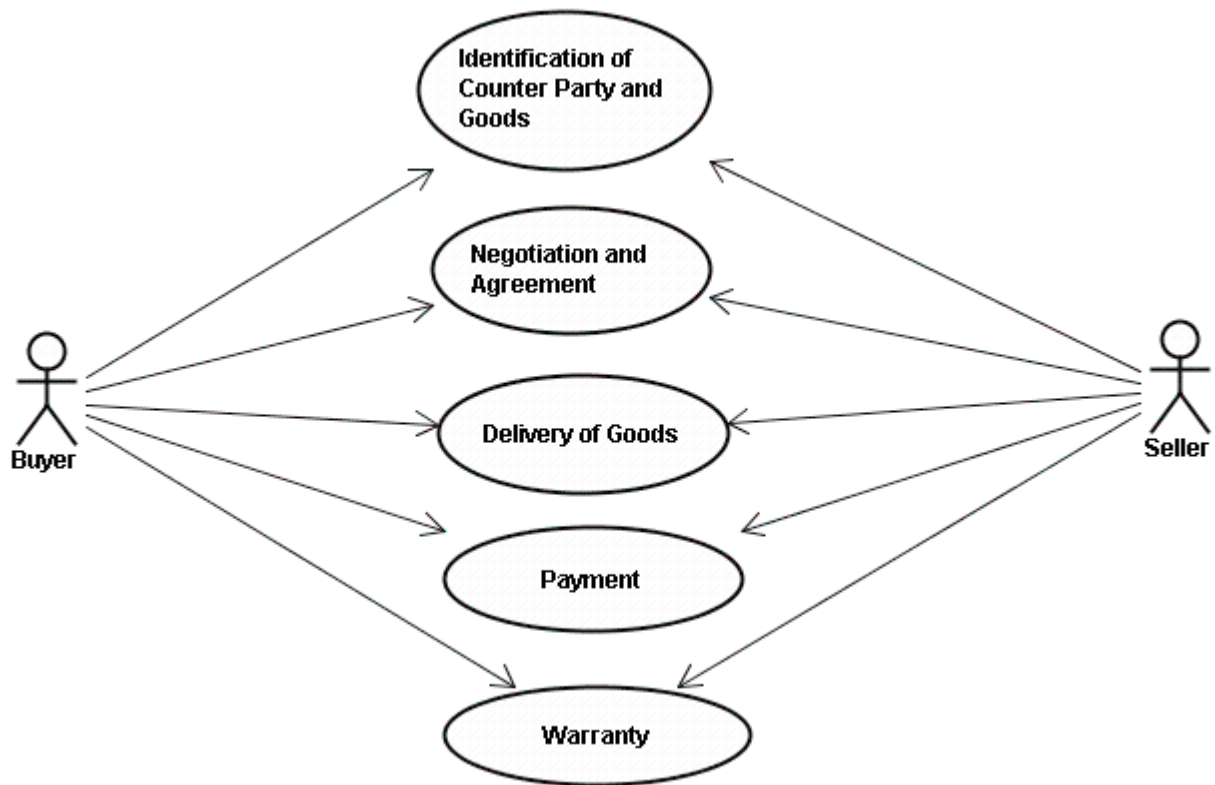 Identification of
Counter Party and
Goods
Negotiation and
Agreement
Delivery of Goods
Buyer
Seller
Payment
Warranty